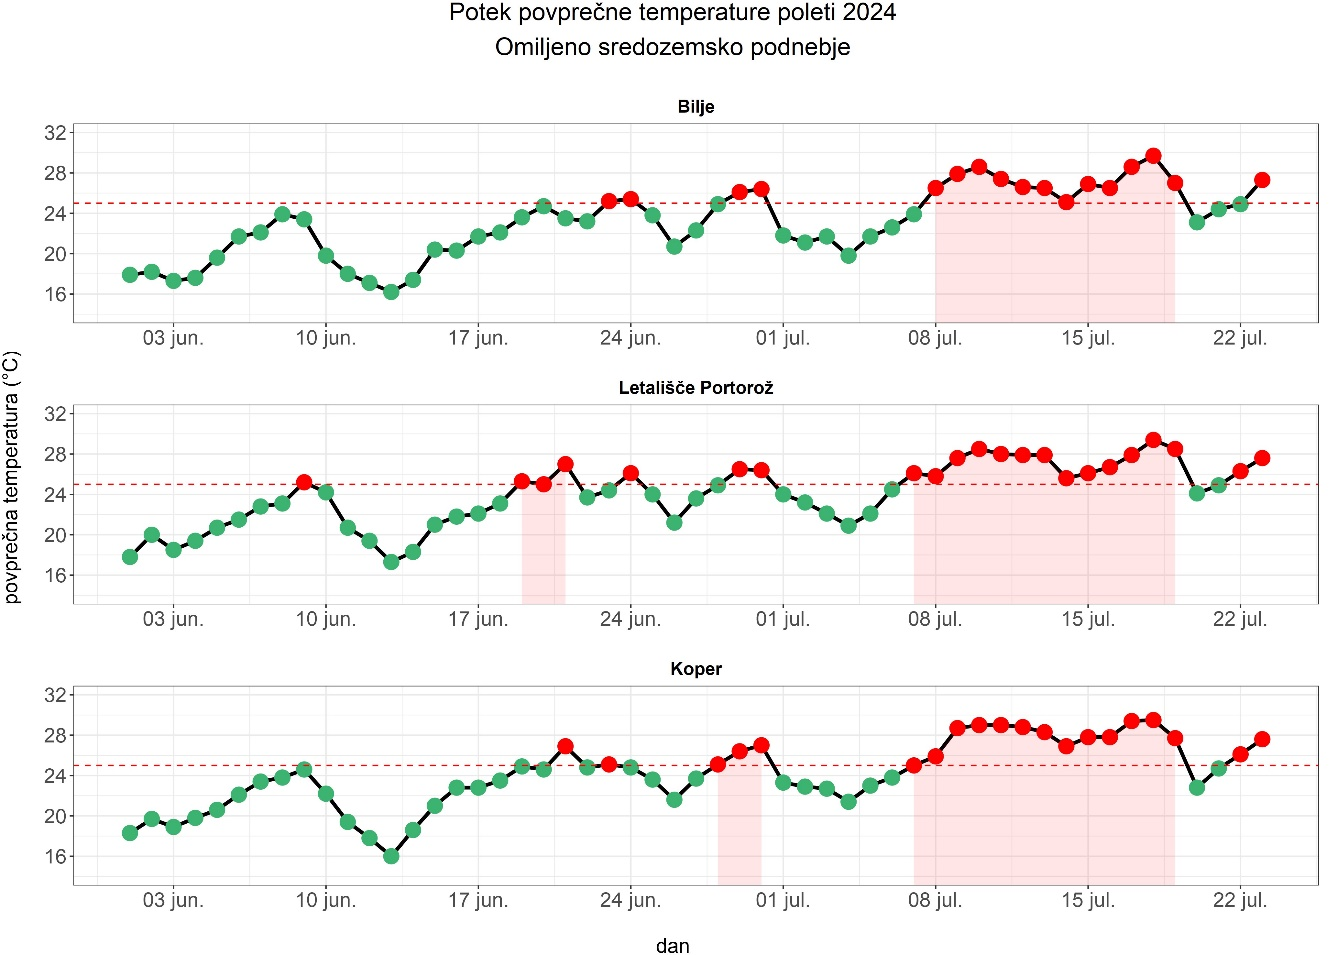 Potek povprečne temperature poleti 2024
Omiljeno sredozemsko podnebje
povprečna temperatura (°C)
Bilje
32
28
24
20
16
03 jun. 10 jun. 17 jun. 24 jun. 01 jul. 08 jul. 15 jul. 22 jul.
Letališče Portorož
32
28
24
20
16
03 jun. 10 jun. 17 jun. 24 jun. 01 jul. 08 jul. 15 jul. 22 jul.
Koper
32
28
24
20
16
03 jun. 10 jun. 17 jun. 24 jun. 01 jul. 08 jul. 15 jul. 22 jul.
dan